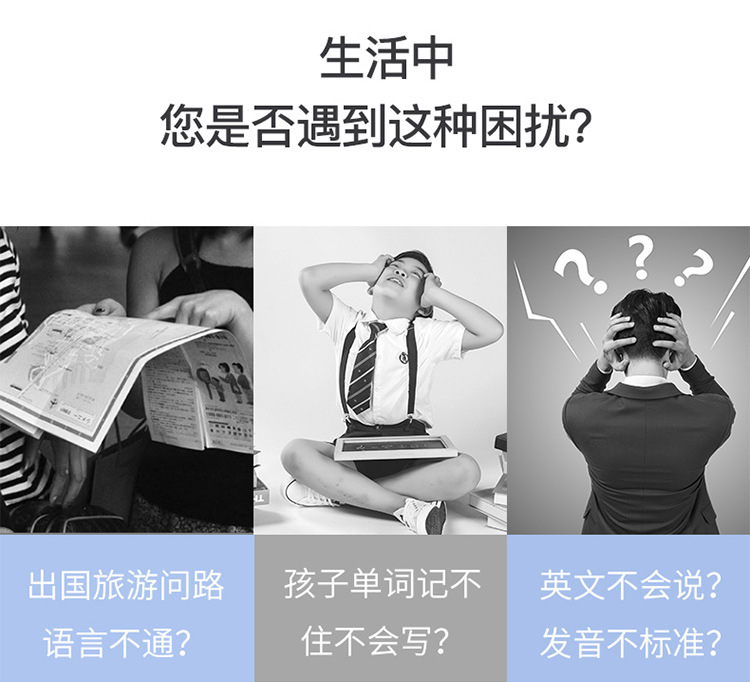 生活中
您是否遇到这种困扰?
? ? ?
出国旅游问路
语言不通?
孩子单词记不
住不会写?
英文不会说?
发音不标准?